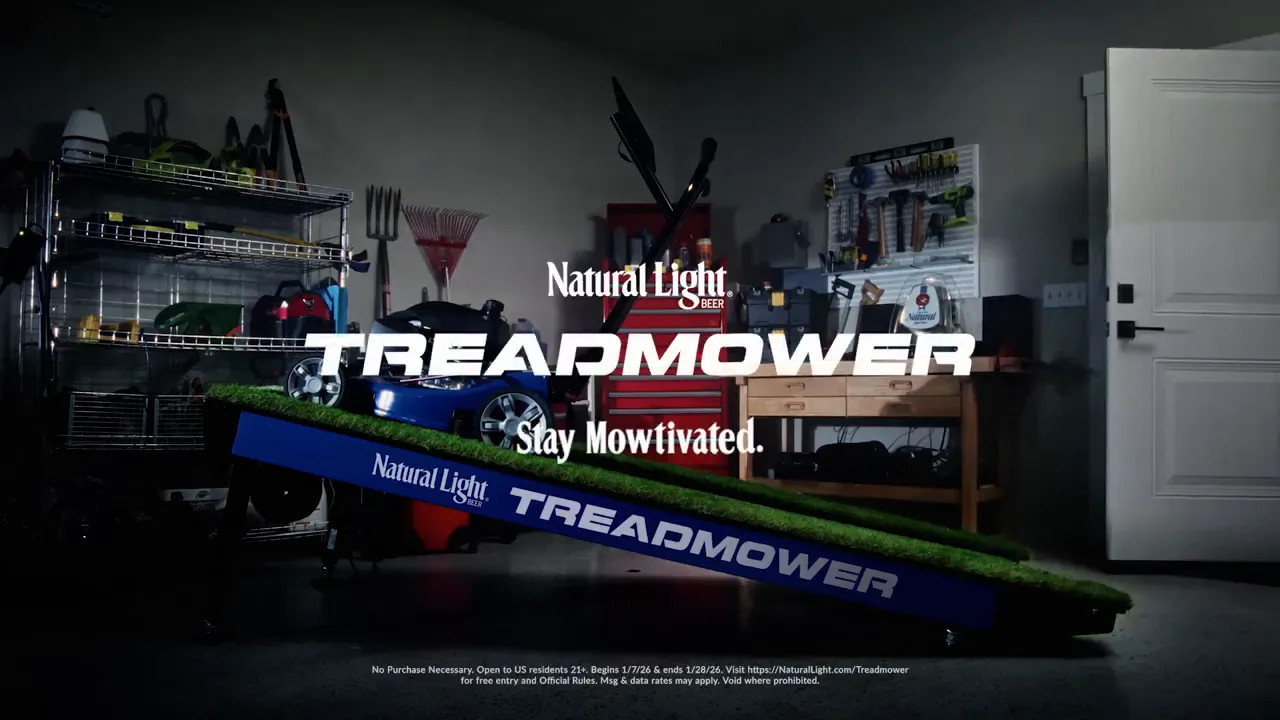 Natural Light®
BEER
TREADMOWER
Stay Mowtivated.
Natural Light®
BEER
TREADMOWER
Natural
No Purchase Necessary. Open to US residents 21+. Begins 1/7/26 & ends 1/28/26. Visit https://NaturalLight.com/Treadmower
for free entry and Official Rules. Msg & data rates may apply. Void where prohibited.